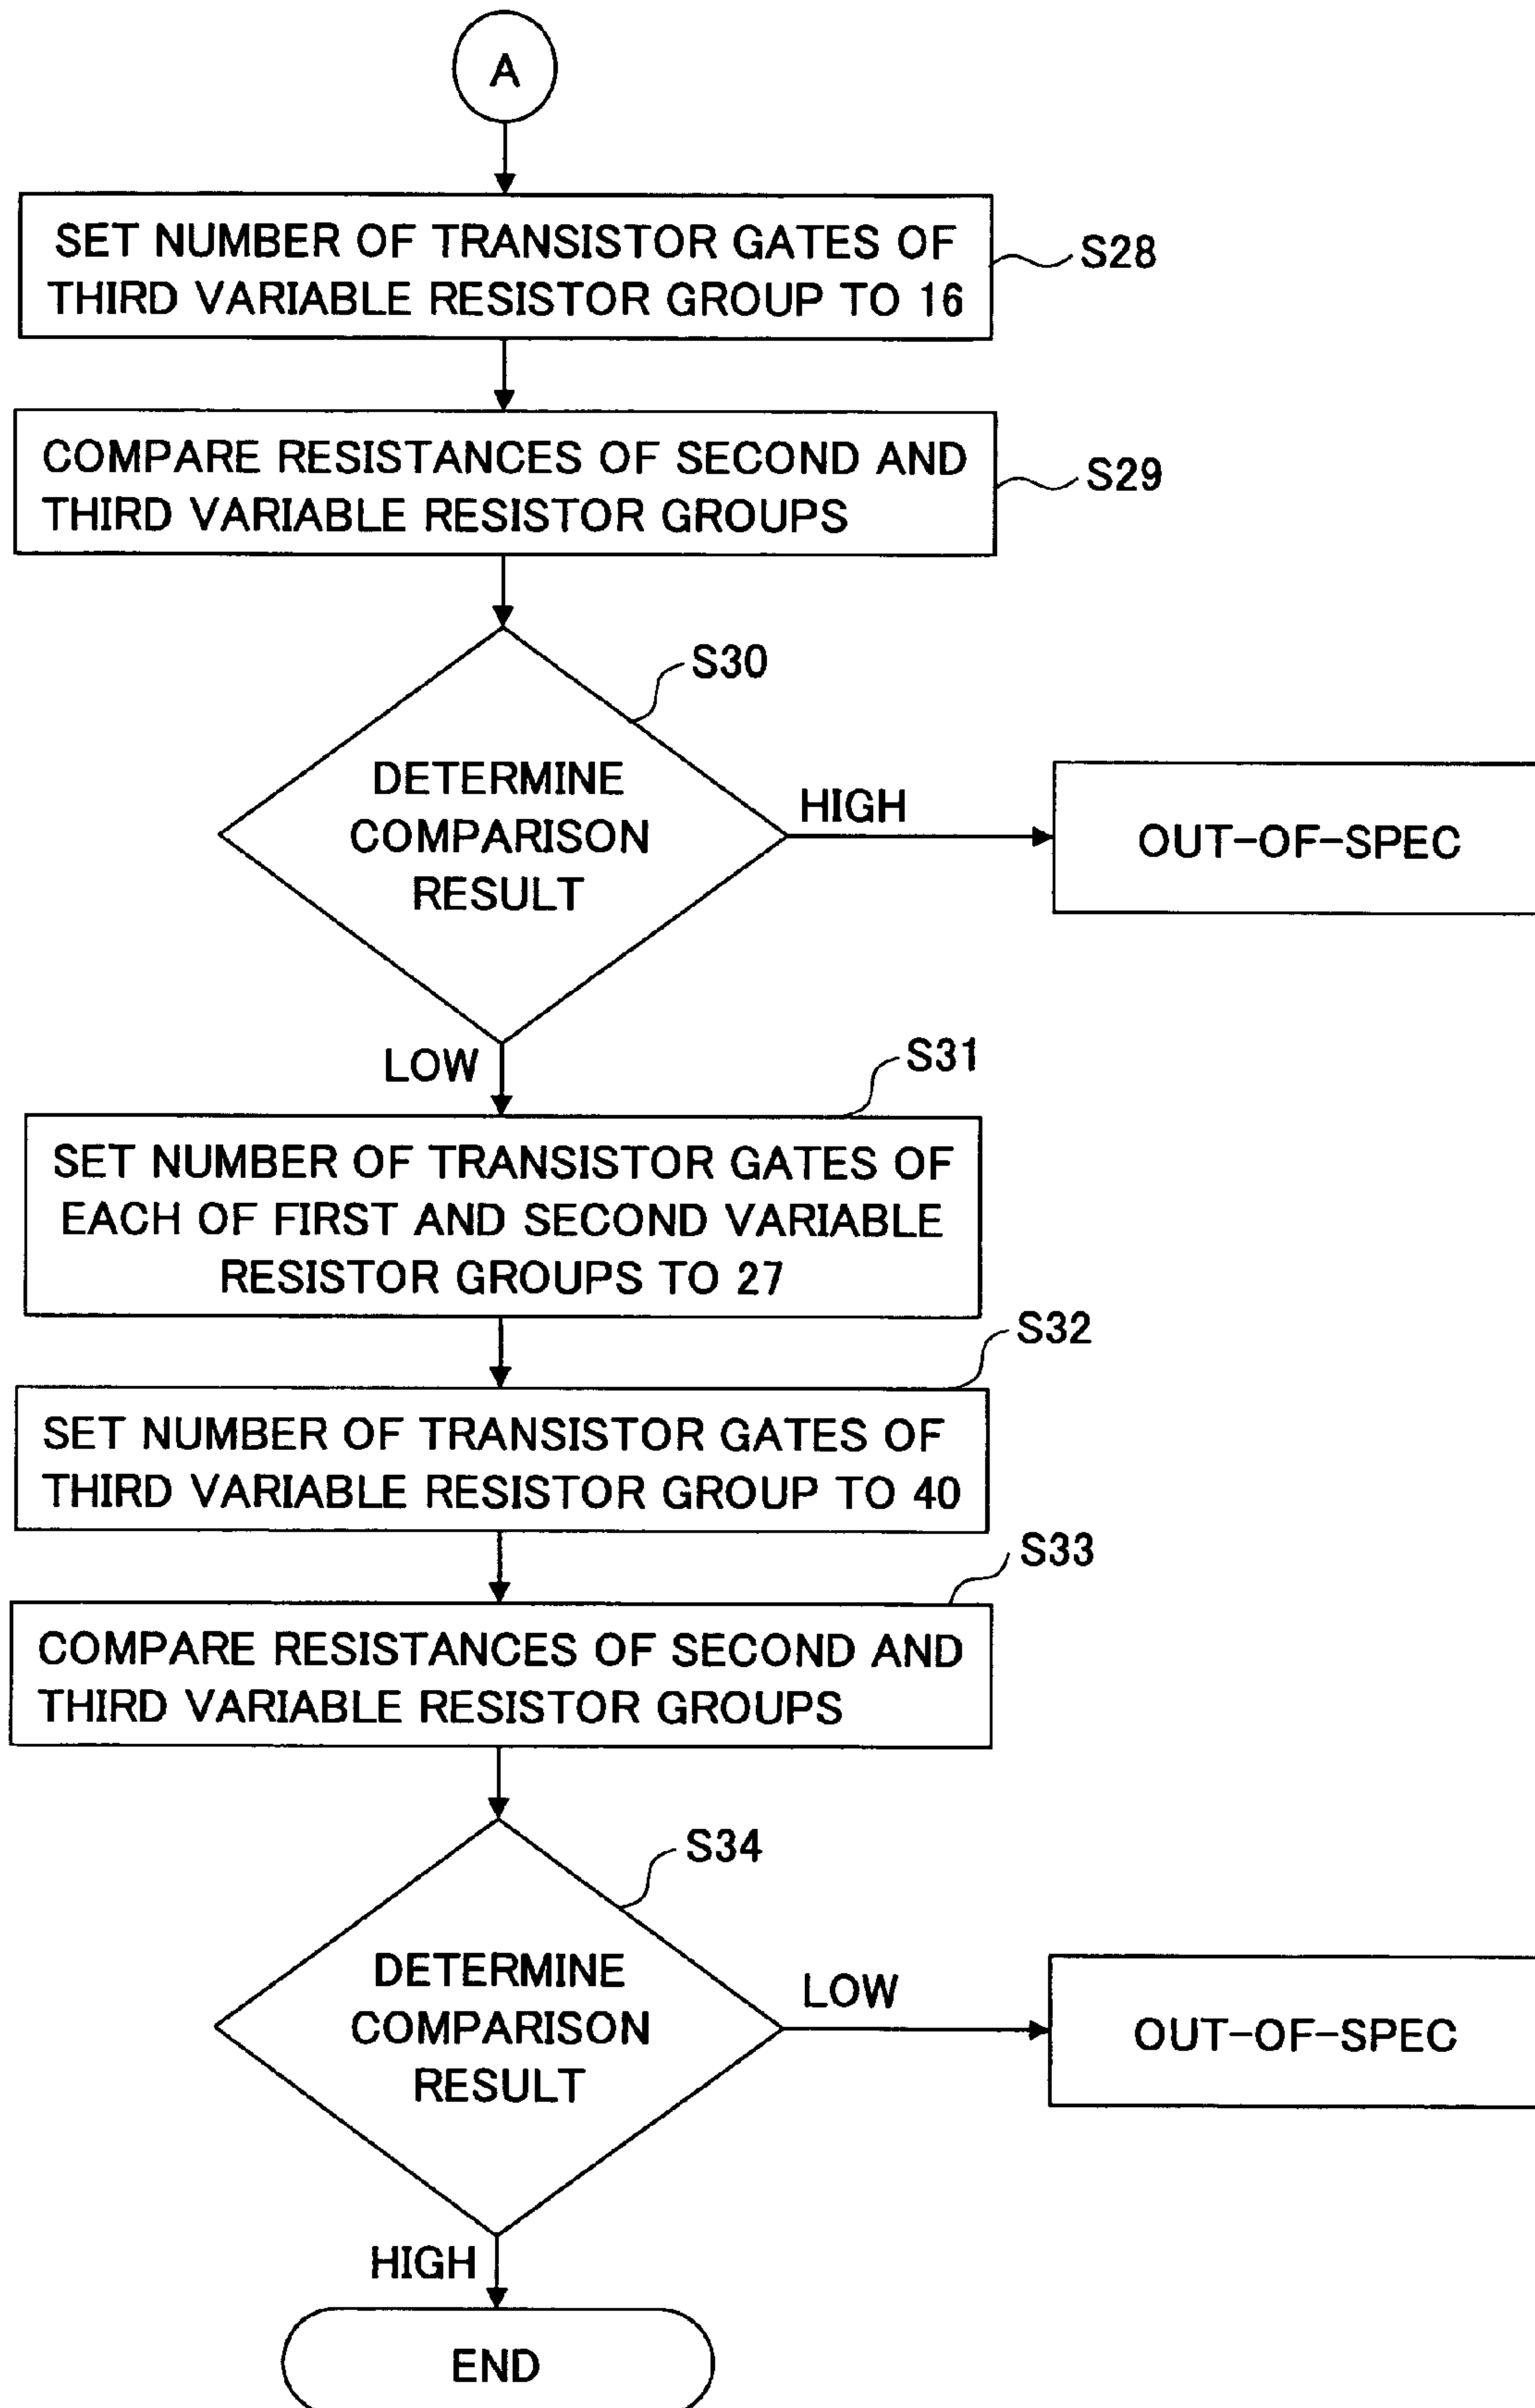 A
SET NUMBER OF TRANSISTOR GATES OF
THIRD VARIABLE RESISTOR GROUP TO 16
S28
COMPARE RESISTANCES OF SECOND AND
THIRD VARIABLE RESISTOR GROUPS
S29
S30
DETERMINE
COMPARISON
RESULT
HIGH
OUT-OF-SPEC
LOW
S31
SET NUMBER OF TRANSISTOR GATES OF
EACH OF FIRST AND SECOND VARIABLE
RESISTOR GROUPS TO 27
S32
SET NUMBER OF TRANSISTOR GATES OF
THIRD VARIABLE RESISTOR GROUP TO 40
S33
COMPARE RESISTANCES OF SECOND AND
THIRD VARIABLE RESISTOR GROUPS
S34
DETERMINE
COMPARISON
RESULT
LOW
OUT-OF-SPEC
HIGH
END